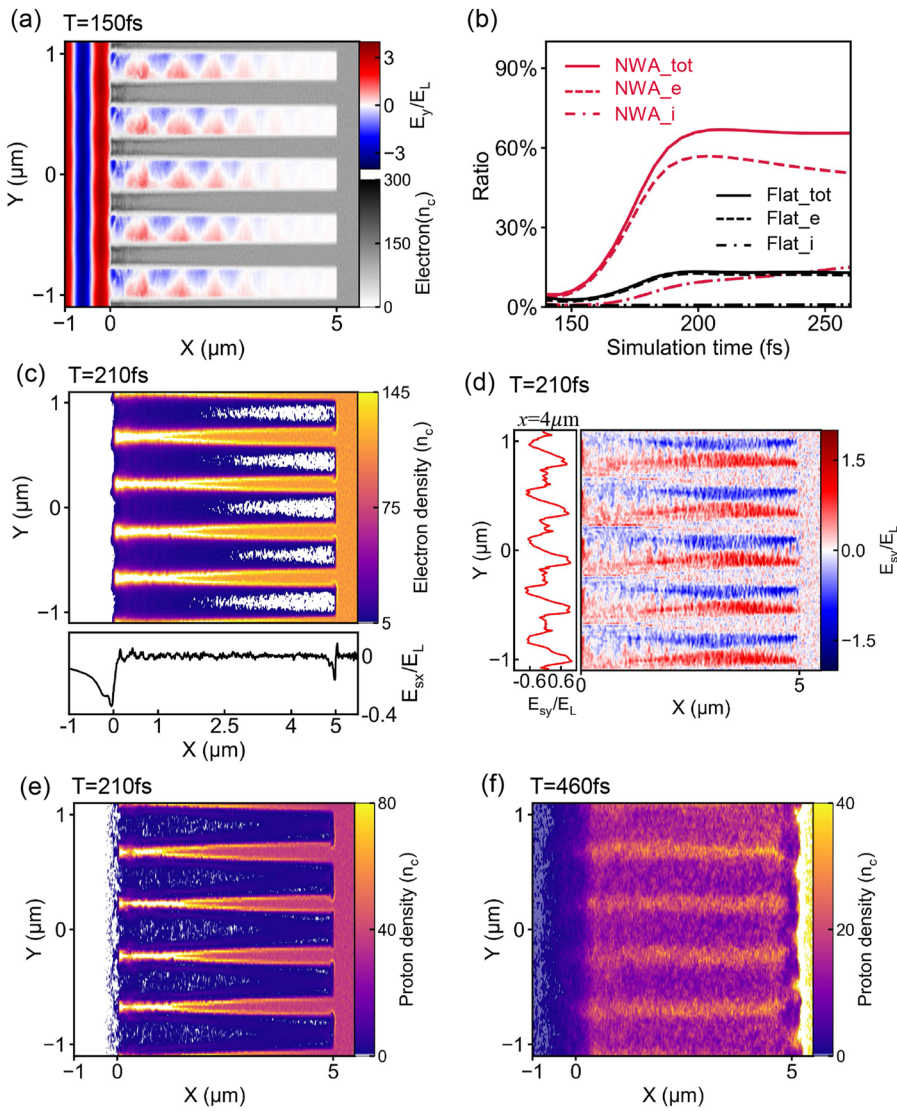 (a) T=150fs
1
0
−1
Y (μm)
−1 0 5
X (μm)
3
0
−3
E_y/E_L
300
150
0
Electron(n_c)
(b)
90%
60%
30%
0%
Ratio
NWA_tot
NWA_e
NWA_i
Flat_tot
Flat_e
Flat_i
150 200 250
Simulation time (fs)
(c) T=210fs
1
0
−1
Y (μm)
145
75
5
Electron density (n_c)
0
-0.4
E_sx/E_L
-1 0 2.5 4 5
X (μm)
(d) T=210fs
x=4μm
1
0
−1
Y (μm)
-0.6 0.6
E_sy/E_L
0 5
X (μm)
1.5
0.0
−1.5
E_sy/E_L
(e) T=210fs
1
0
−1
Y (μm)
0 5
X (μm)
80
40
0
Proton density (n_c)
(f) T=460fs
1
0
−1
Y (μm)
−1 0 5
X (μm)
40
20
0
Proton density (n_c)